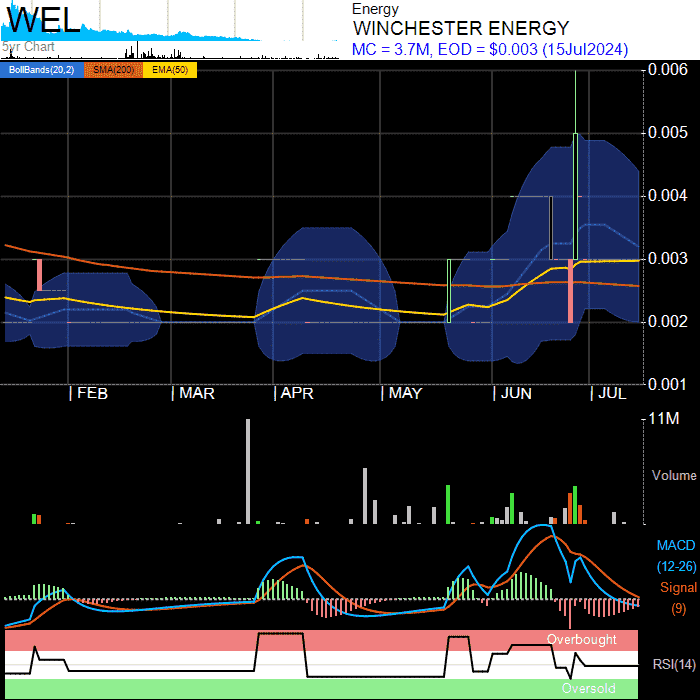 WEL
5yr Chart
Energy
WINCHESTER ENERGY
MC = 3.7M, EOD = $0.003 (15Jul2024)
BollBands(20,2) SMA(200) EMA(50)
0.006
0.005
0.004
0.003
0.002
0.001
FEB MAR APR MAY JUN JUL
11M
Volume
MACD
(12-26)
Signal
(9)
Overbought
RSI(14)
Oversold